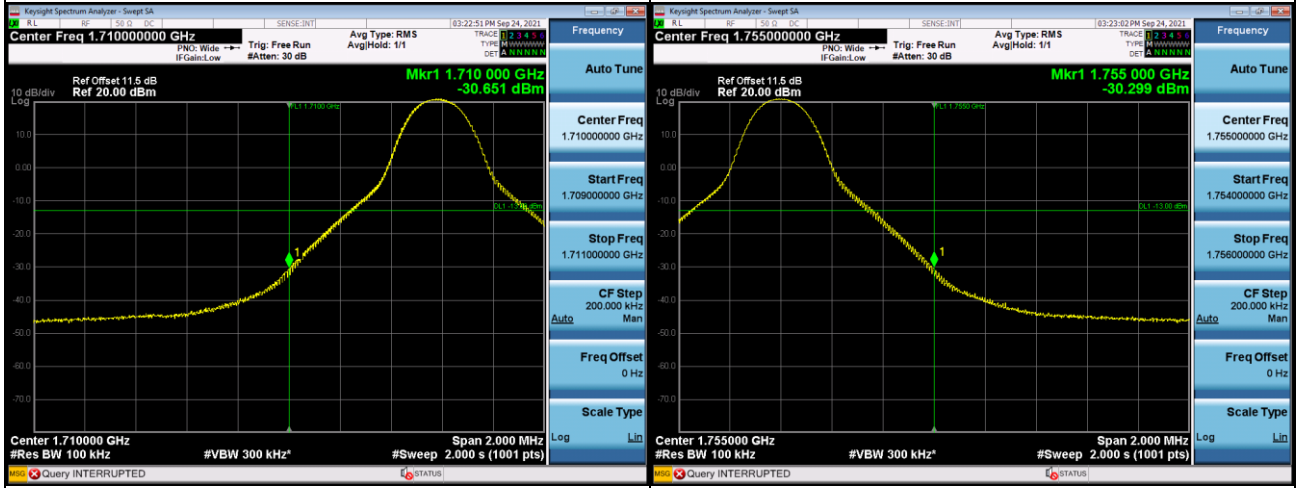 Keysight Spectrum Analyzer - Swept SA
RL RF 50 Ω DC SENSE:INT 03:22:51 PM Sep 24, 2021
Center Freq 1.710000000 GHz
PNO: Wide
IFGain:Low
Trig: Free Run
#Atten: 30 dB
Avg Type: RMS
Avg|Hold: 1/1
TRACE 1 2 3 4 5 6
TYPE M W W W W W
DET A N N N N N
Ref Offset 11.5 dB
Ref 20.00 dBm
10 dB/div
Log
Mkr1 1.710 000 GHz
-30.651 dBm
FL1 1.7100 GHz
10.0
0.00
-10.0
DL1 -13.00 dBm
-20.0
1
-30.0
-40.0
-50.0
-60.0
-70.0
Center 1.710000 GHz
Span 2.000 MHz
#Res BW 100 kHz
#VBW 300 kHz*
#Sweep 2.000 s (1001 pts)
MSG Query INTERRUPTED STATUS
Frequency
Auto Tune
Center Freq
1.710000000 GHz
Start Freq
1.709000000 GHz
Stop Freq
1.711000000 GHz
CF Step
200.000 kHz
Auto Man
Freq Offset
0 Hz
Scale Type
Log Lin
Keysight Spectrum Analyzer - Swept SA
RL RF 50 Ω DC SENSE:INT 03:23:02 PM Sep 24, 2021
Center Freq 1.755000000 GHz
PNO: Wide
IFGain:Low
Trig: Free Run
#Atten: 30 dB
Avg Type: RMS
Avg|Hold: 1/1
TRACE 1 2 3 4 5 6
TYPE M W W W W W
DET A N N N N N
Ref Offset 11.5 dB
Ref 20.00 dBm
10 dB/div
Log
Mkr1 1.755 000 GHz
-30.299 dBm
FL1 1.7550 GHz
10.0
0.00
-10.0
DL1 -13.00 dBm
-20.0
1
-30.0
-40.0
-50.0
-60.0
-70.0
Center 1.755000 GHz
Span 2.000 MHz
#Res BW 100 kHz
#VBW 300 kHz*
#Sweep 2.000 s (1001 pts)
MSG Query INTERRUPTED STATUS
Frequency
Auto Tune
Center Freq
1.755000000 GHz
Start Freq
1.754000000 GHz
Stop Freq
1.756000000 GHz
CF Step
200.000 kHz
Auto Man
Freq Offset
0 Hz
Scale Type
Log Lin